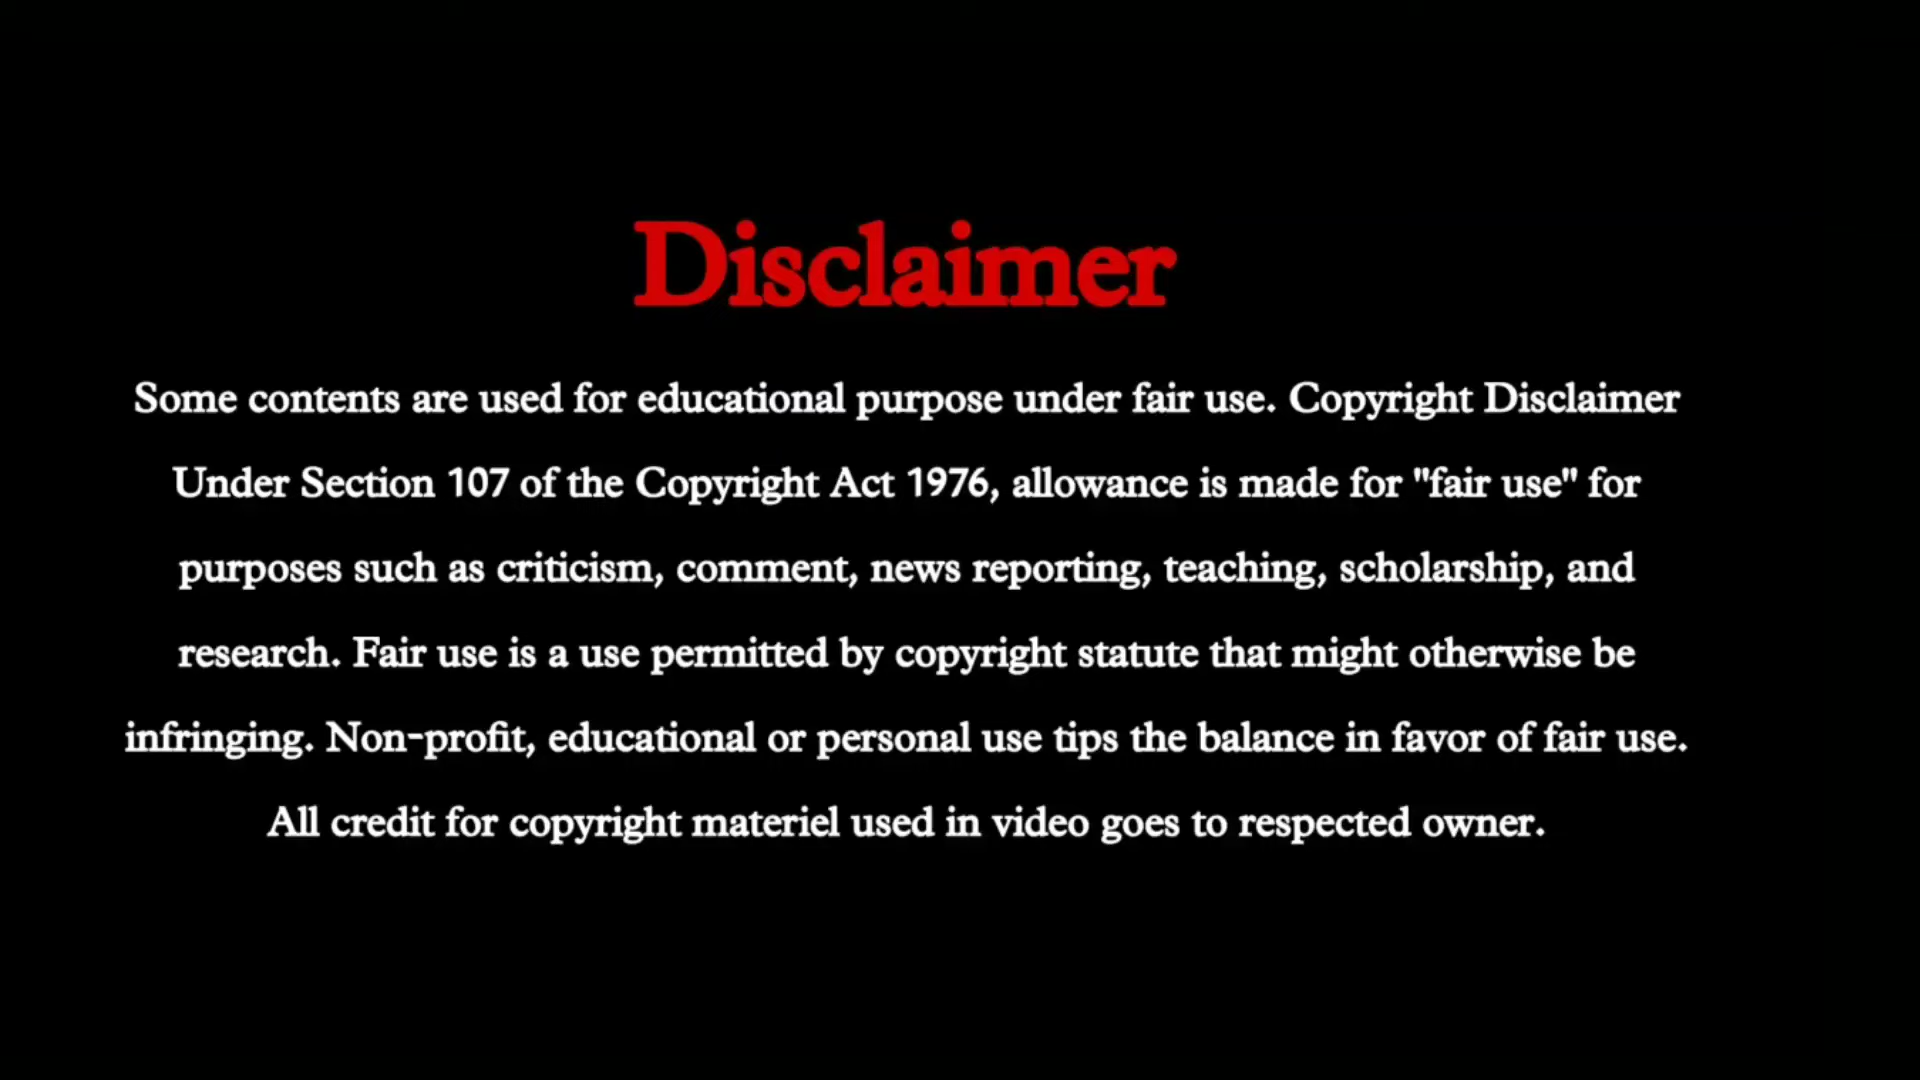 Disclaimer
Some contents are used for educational purpose under fair use. Copyright Disclaimer
Under Section 107 of the Copyright Act 1976, allowance is made for "fair use" for
purposes such as criticism, comment, news reporting, teaching, scholarship, and
research. Fair use is a use permitted by copyright statute that might otherwise be
infringing. Non-profit, educational or personal use tips the balance in favor of fair use.
All credit for copyright materiel used in video goes to respected owner.